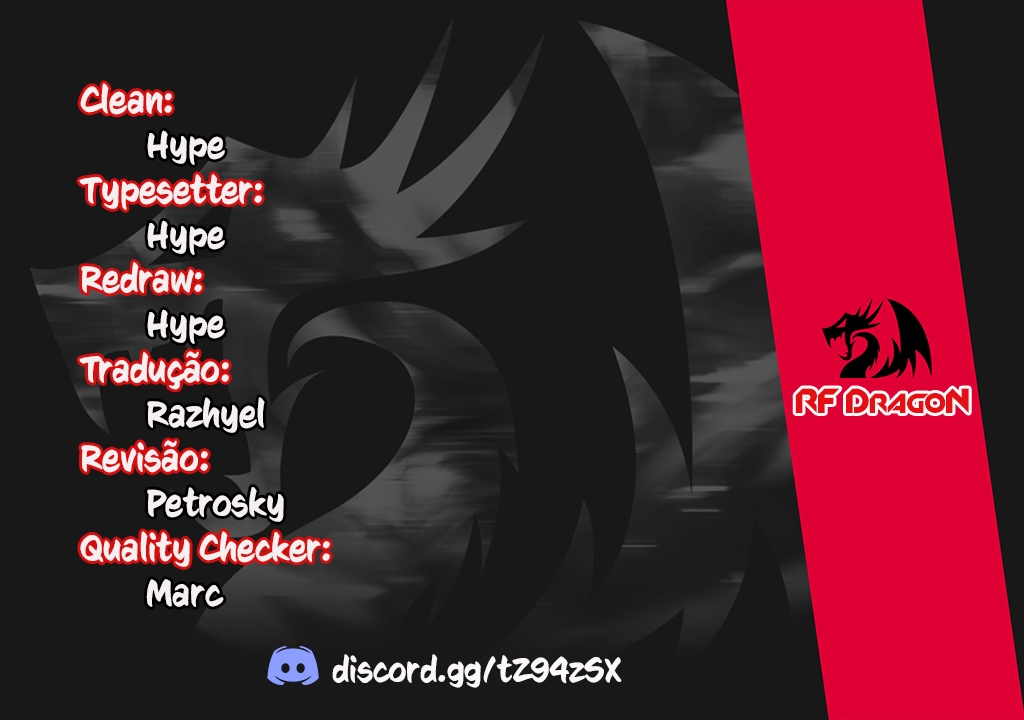 Clean:
Hype
Typesetter:
Hype
Redraw:
Hype
Tradução:
Razhyel
Revisão:
Petrosky
Quality Checker:
Marc
discord.gg/tZ94zSX
RF DRAGON